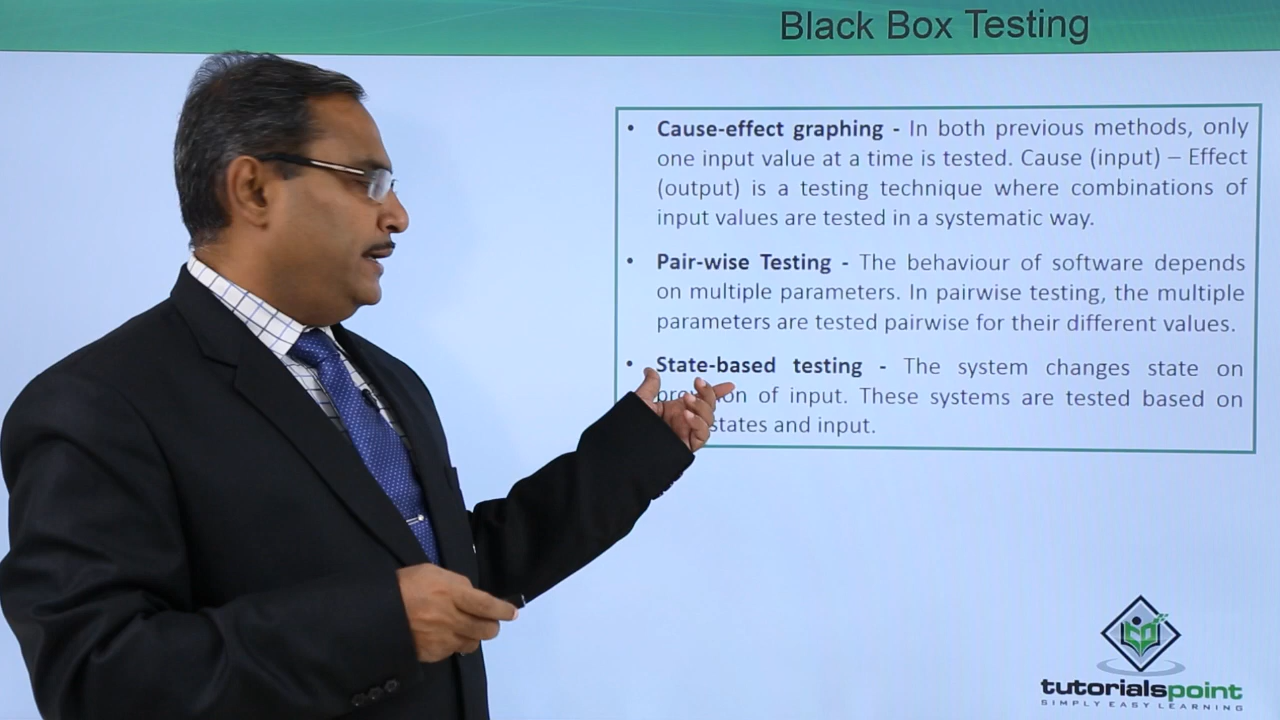 Black Box Testing
• Cause-effect graphing - In both previous methods, only
one input value at a time is tested. Cause (input) – Effect
(output) is a testing technique where combinations of
input values are tested in a systematic way.
• Pair-wise Testing - The behaviour of software depends
on multiple parameters. In pairwise testing, the multiple
parameters are tested pairwise for their different values.
• State-based testing - The system changes state on
of input. These systems are tested based on
states and input.
tutorialspoint
SIMPLY EASY LEARNING